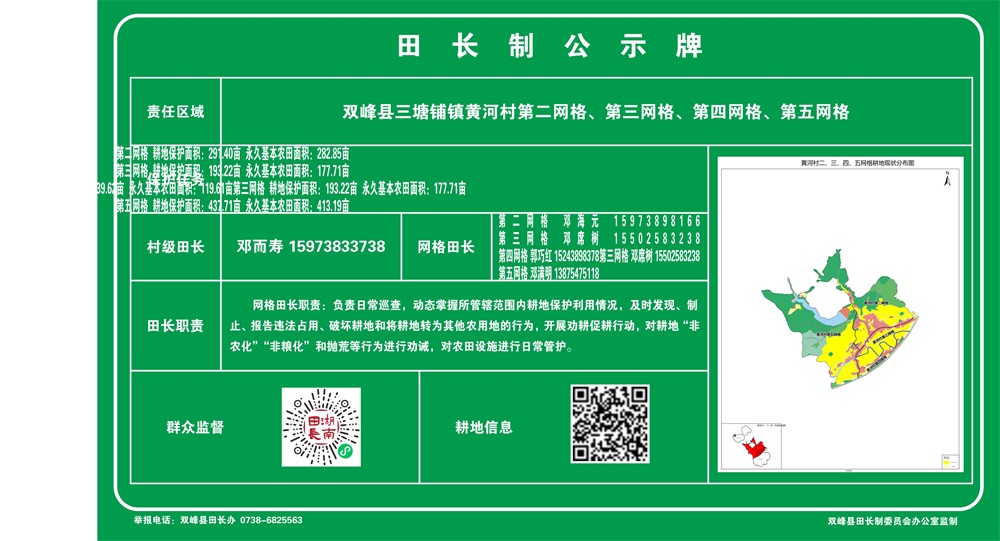 田长制公示牌
责任区域
双峰县三塘铺镇黄河村第二网格、第三网格、第四网格、第五网格
保护任务
第二网格 耕地保护面积：291.40亩 永久基本农田面积：282.85亩
第三网格 耕地保护面积：193.22亩 永久基本农田面积：177.71亩
39.62亩 永久基本农田面积：119.61亩第三网格 耕地保护面积：193.22亩 永久基本农田面积：177.71亩
第五网格 耕地保护面积：437.71亩 永久基本农田面积：413.19亩
村级田长
邓而寿 15973833738
网格田长
第二网格 邓海元 15973898166
第三网格 邓席树 15502583238
第四网格 郭巧红 15243898378第三网格 邓席树 15502583238
第五网格 邓满明 13875475118
田长职责
网格田长职责：负责日常巡查，动态掌握所管辖范围内耕地保护利用情况，及时发现、制
止、报告违法占用、破坏耕地和将耕地转为其他农用地的行为，开展劝耕促耕行动，对耕地“非
农化”“非粮化”和抛荒等行为进行劝诫，对农田设施进行日常管护。
群众监督
湖南
田長
耕地信息
黄河村二、三、四、五网格耕地现状分布图
N
举报电话：双峰县田长办 0738-6825563
双峰县田长制委员会办公室监制